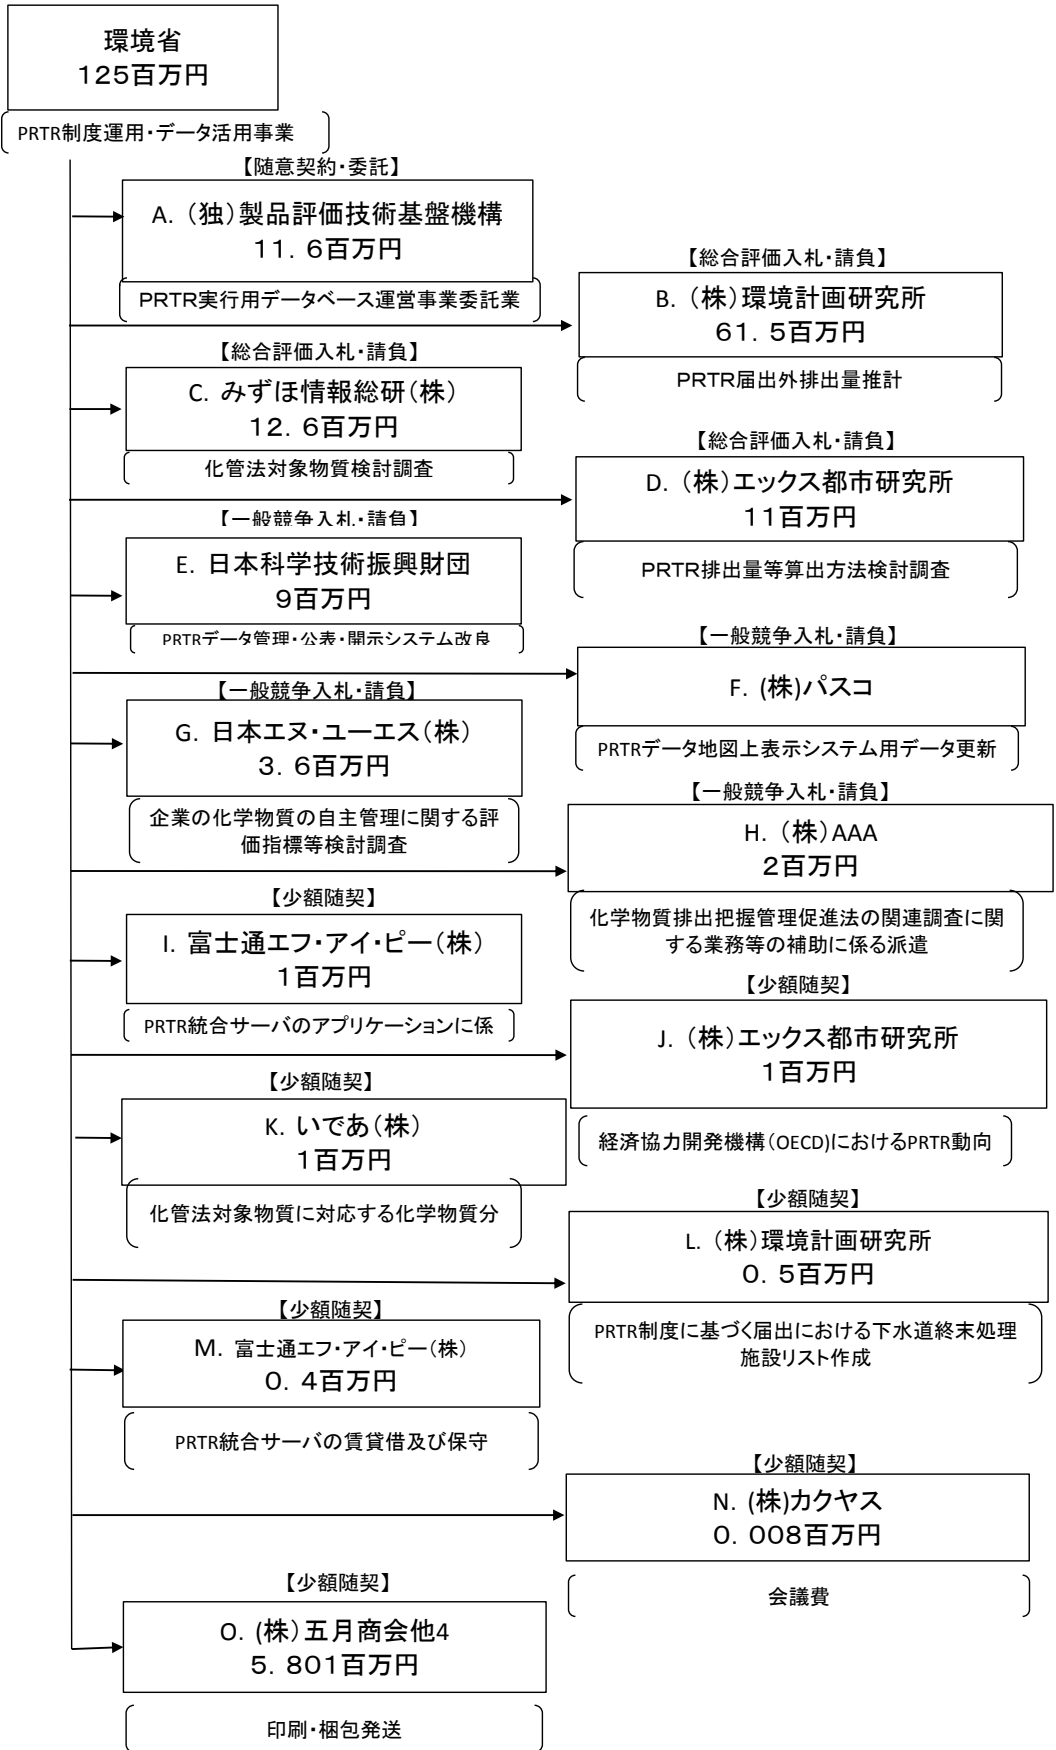 環境省
125百万円
PRTR制度運用・データ活用事業
【随意契約・委託】
A. （独）製品評価技術基盤機構
11. 6百万円
PRTR実行用データベース運営事業委託業
【総合評価入札・請負】
B. （株）環境計画研究所
61. 5百万円
PRTR届出外排出量推計
【総合評価入札・請負】
C. みずほ情報総研（株）
12. 6百万円
化管法対象物質検討調査
【総合評価入札・請負】
D. （株）エックス都市研究所
11百万円
PRTR排出量等算出方法検討調査
【一般競争入札・請負】
E. 日本科学技術振興財団
9百万円
PRTRデータ管理・公表・開示システム改良
【一般競争入札・請負】
F. (株)パスコ
PRTRデータ地図上表示システム用データ更新
【一般競争入札・請負】
G. 日本エヌ・ユーエス（株）
3. 6百万円
企業の化学物質の自主管理に関する評
価指標等検討調査
【一般競争入札・請負】
H. （株）AAA
2百万円
化学物質排出把握管理促進法の関連調査に関
する業務等の補助に係る派遣
【少額随契】
I. 富士通エフ・アイ・ピー（株）
1百万円
PRTR統合サーバのアプリケーションに係
【少額随契】
J. （株）エックス都市研究所
1百万円
経済協力開発機構（OECD)におけるPRTR動向
【少額随契】
K. いであ（株）
1百万円
化管法対象物質に対応する化学物質分
【少額随契】
L. （株）環境計画研究所
0. 5百万円
PRTR制度に基づく届出における下水道終末処理
施設リスト作成
【少額随契】
M. 富士通エフ・アイ・ピー（株）
0. 4百万円
PRTR統合サーバの賃貸借及び保守
【少額随契】
N. (株)カクヤス
0. 008百万円
会議費
【少額随契】
O. (株)五月商会他4
5. 801百万円
印刷・梱包発送